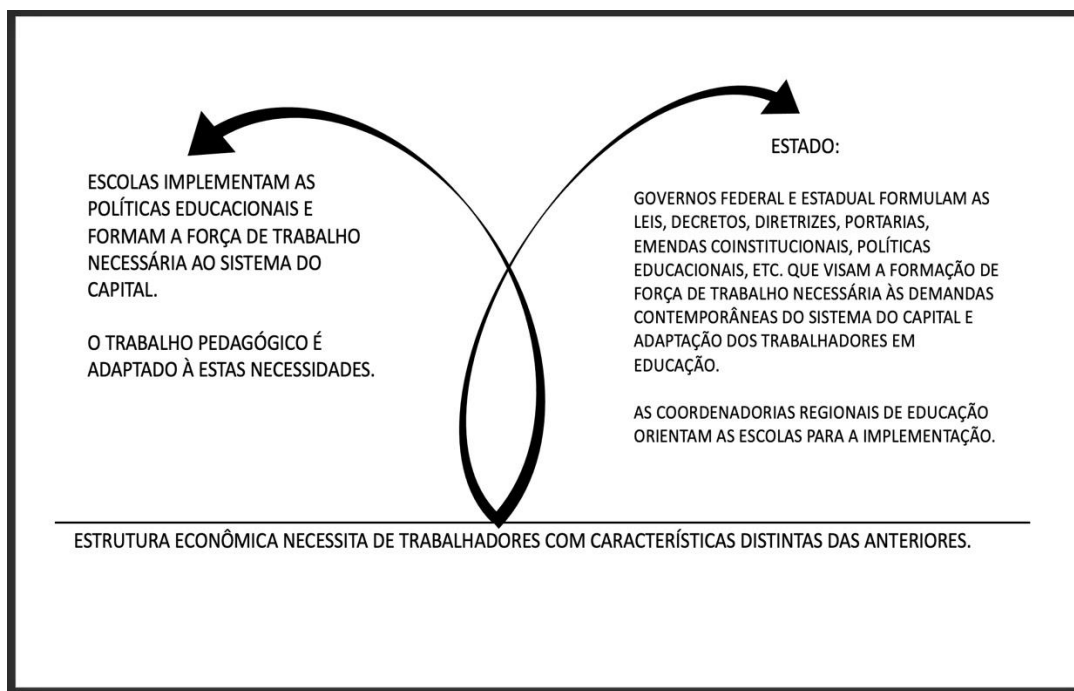 ESCOLAS IMPLEMENTAM AS
POLÍTICAS EDUCACIONAIS E
FORMAM A FORÇA DE TRABALHO
NECESSÁRIA AO SISTEMA DO
CAPITAL.
O TRABALHO PEDAGÓGICO É
ADAPTADO À ESTAS NECESSIDADES.
ESTADO:
GOVERNOS FEDERAL E ESTADUAL FORMULAM AS
LEIS, DECRETOS, DIRETRIZES, PORTARIAS,
EMENDAS COINSTITUCIONAIS, POLÍTICAS
EDUCACIONAIS, ETC. QUE VISAM A FORMAÇÃO DE
FORÇA DE TRABALHO NECESSÁRIA ÀS DEMANDAS
CONTEMPORÂNEAS DO SISTEMA DO CAPITAL E
ADAPTAÇÃO DOS TRABALHADORES EM
EDUCAÇÃO.
AS COORDENADORIAS REGIONAIS DE EDUCAÇÃO
ORIENTAM AS ESCOLAS PARA A IMPLEMENTAÇÃO.
ESTRUTURA ECONÔMICA NECESSITA DE TRABALHADORES COM CARACTERÍSTICAS DISTINTAS DAS ANTERIORES.